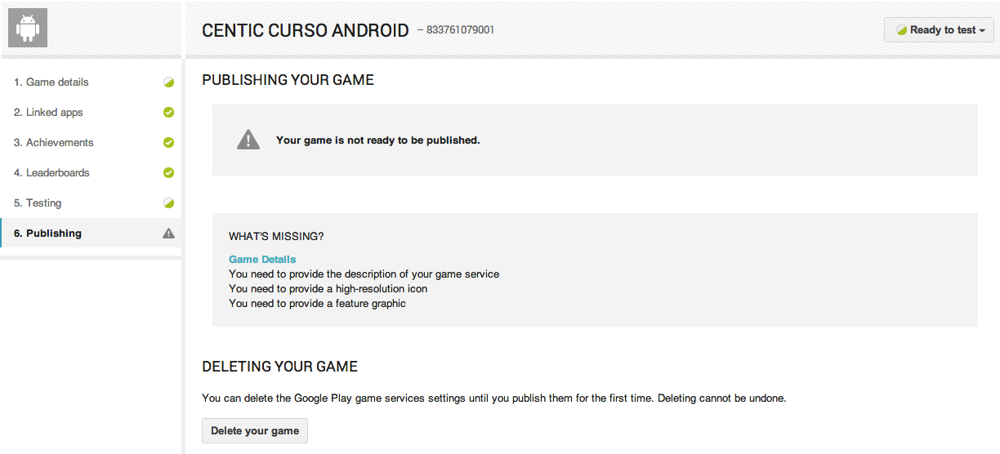 CENTIC CURSO ANDROID – 833761079001
Ready to test
1. Game details
2. Linked apps
3. Achievements
4. Leaderboards
5. Testing
6. Publishing
PUBLISHING YOUR GAME
Your game is not ready to be published.
WHAT'S MISSING?
Game Details
You need to provide the description of your game service
You need to provide a high-resolution icon
You need to provide a feature graphic
DELETING YOUR GAME
You can delete the Google Play game services settings until you publish them for the first time. Deleting cannot be undone.
Delete your game